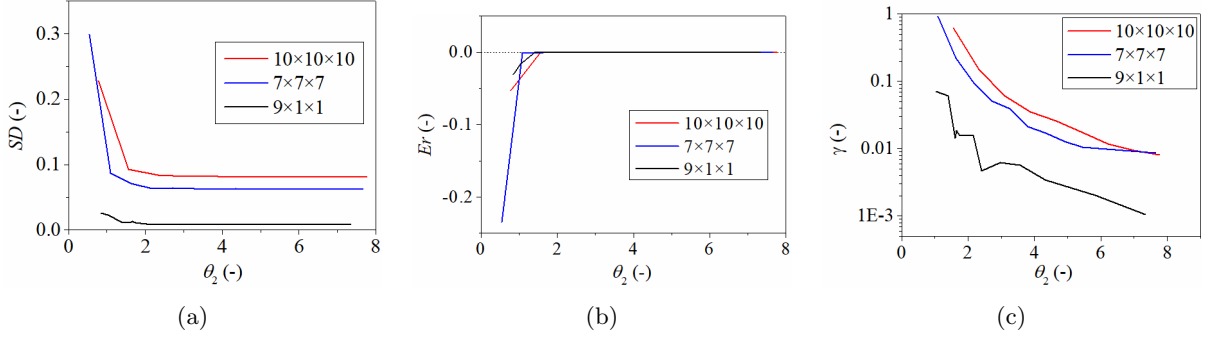 SD (-)
0.3
0.2
0.1
0.0
0 2 4 6 8
θ₂ (-)
10×10×10
7×7×7
9×1×1
(a)
Er (-)
0.0
-0.1
-0.2
0 2 4 6 8
θ₂ (-)
10×10×10
7×7×7
9×1×1
(b)
γ (-)
1
0.1
0.01
1E-3
0 2 4 6 8
θ₂ (-)
10×10×10
7×7×7
9×1×1
(c)